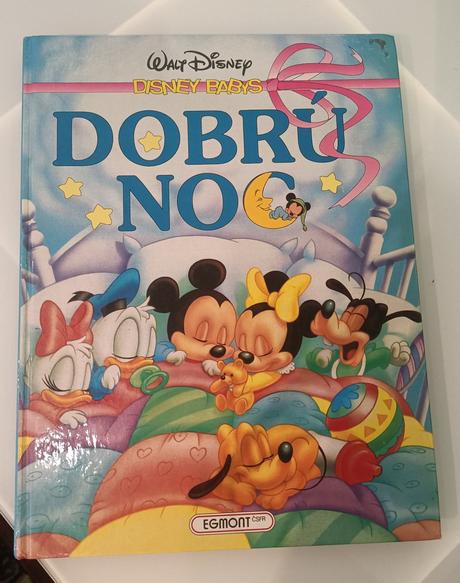 WALT DISNEY
DISNEY BABYS
DOBRÚ
NOC
EGMONT ČSFR